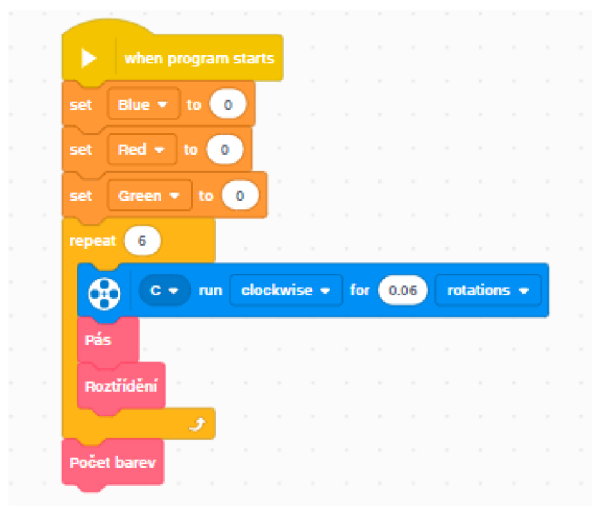 when program starts
set Blue to 0
set Red to 0
set Green to 0
repeat 6
C run clockwise for 0.06 rotations
Pás
Roztřídění
Počet barev